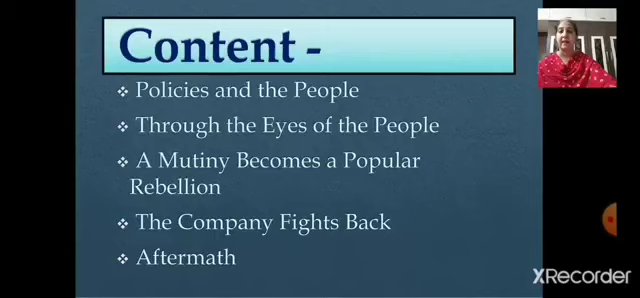 Content -
❖ Policies and the People
❖ Through the Eyes of the People
❖ A Mutiny Becomes a Popular
Rebellion
❖ The Company Fights Back
❖ Aftermath
XRecorder